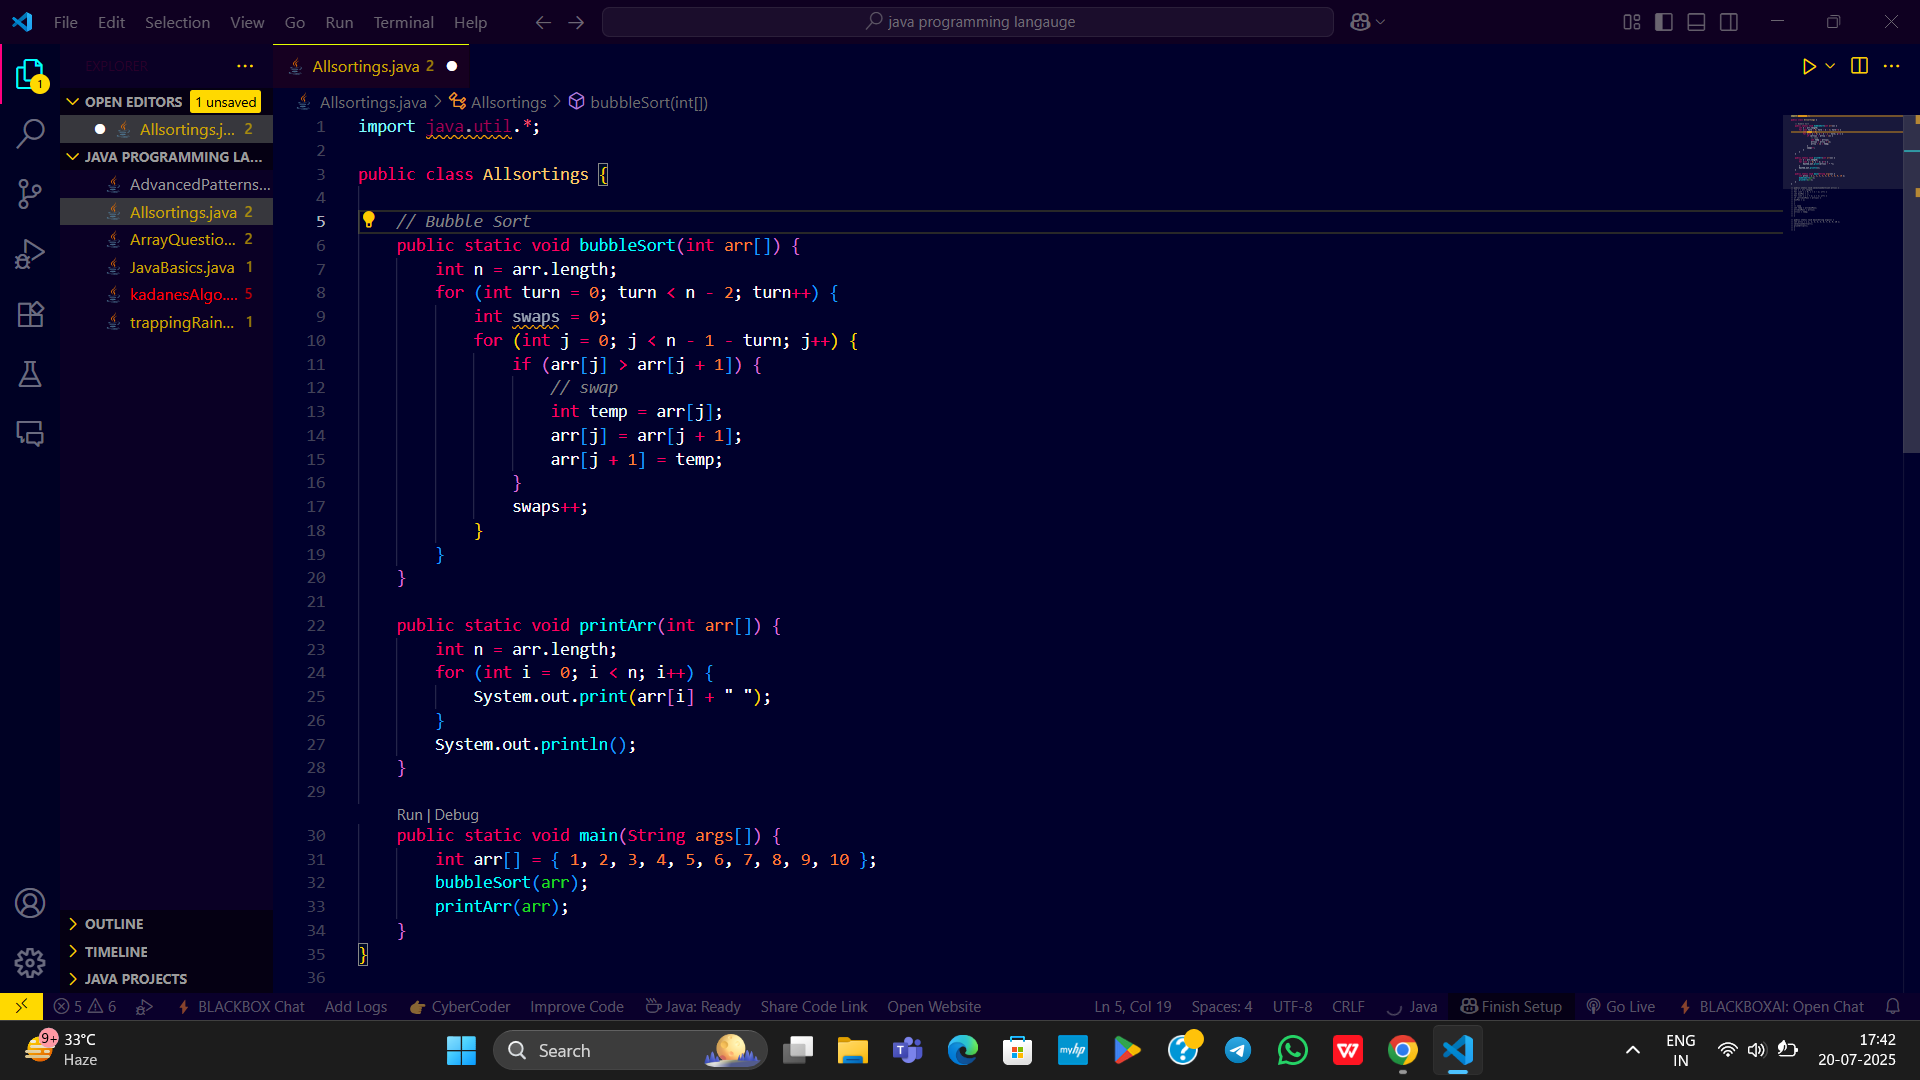 File Edit Selection View Go Run Terminal Help
java programming langauge
EXPLORER
Allsortings.java 2
OPEN EDITORS 1 unsaved
Allsortings.j... 2
JAVA PROGRAMMING LA...
AdvancedPatterns...
Allsortings.java 2
ArrayQuestio... 2
JavaBasics.java 1
kadanesAlgo.... 5
trappingRain... 1
OUTLINE
TIMELINE
JAVA PROJECTS
1
Allsortings.java > Allsortings > bubbleSort(int[])
1 import java.util.*;
2
3 public class Allsortings {
4
5 // Bubble Sort
6 public static void bubbleSort(int arr[]) {
7 int n = arr.length;
8 for (int turn = 0; turn < n - 2; turn++) {
9 int swaps = 0;
10 for (int j = 0; j < n - 1 - turn; j++) {
11 if (arr[j] > arr[j + 1]) {
12 // swap
13 int temp = arr[j];
14 arr[j] = arr[j + 1];
15 arr[j + 1] = temp;
16 }
17 swaps++;
18 }
19 }
20 }
21
22 public static void printArr(int arr[]) {
23 int n = arr.length;
24 for (int i = 0; i < n; i++) {
25 System.out.print(arr[i] + " ");
26 }
27 System.out.println();
28 }
29
Run | Debug
30 public static void main(String args[]) {
31 int arr[] = { 1, 2, 3, 4, 5, 6, 7, 8, 9, 10 };
32 bubbleSort(arr);
33 printArr(arr);
34 }
35 }
36
5 6 BLACKBOX Chat Add Logs CyberCoder Improve Code Java: Ready Share Code Link Open Website Ln 5, Col 19 Spaces: 4 UTF-8 CRLF Java Finish Setup Go Live BLACKBOXAI: Open Chat
9+ 33°C
Haze
Search
myhp
ENG
IN
17:42
20-07-2025